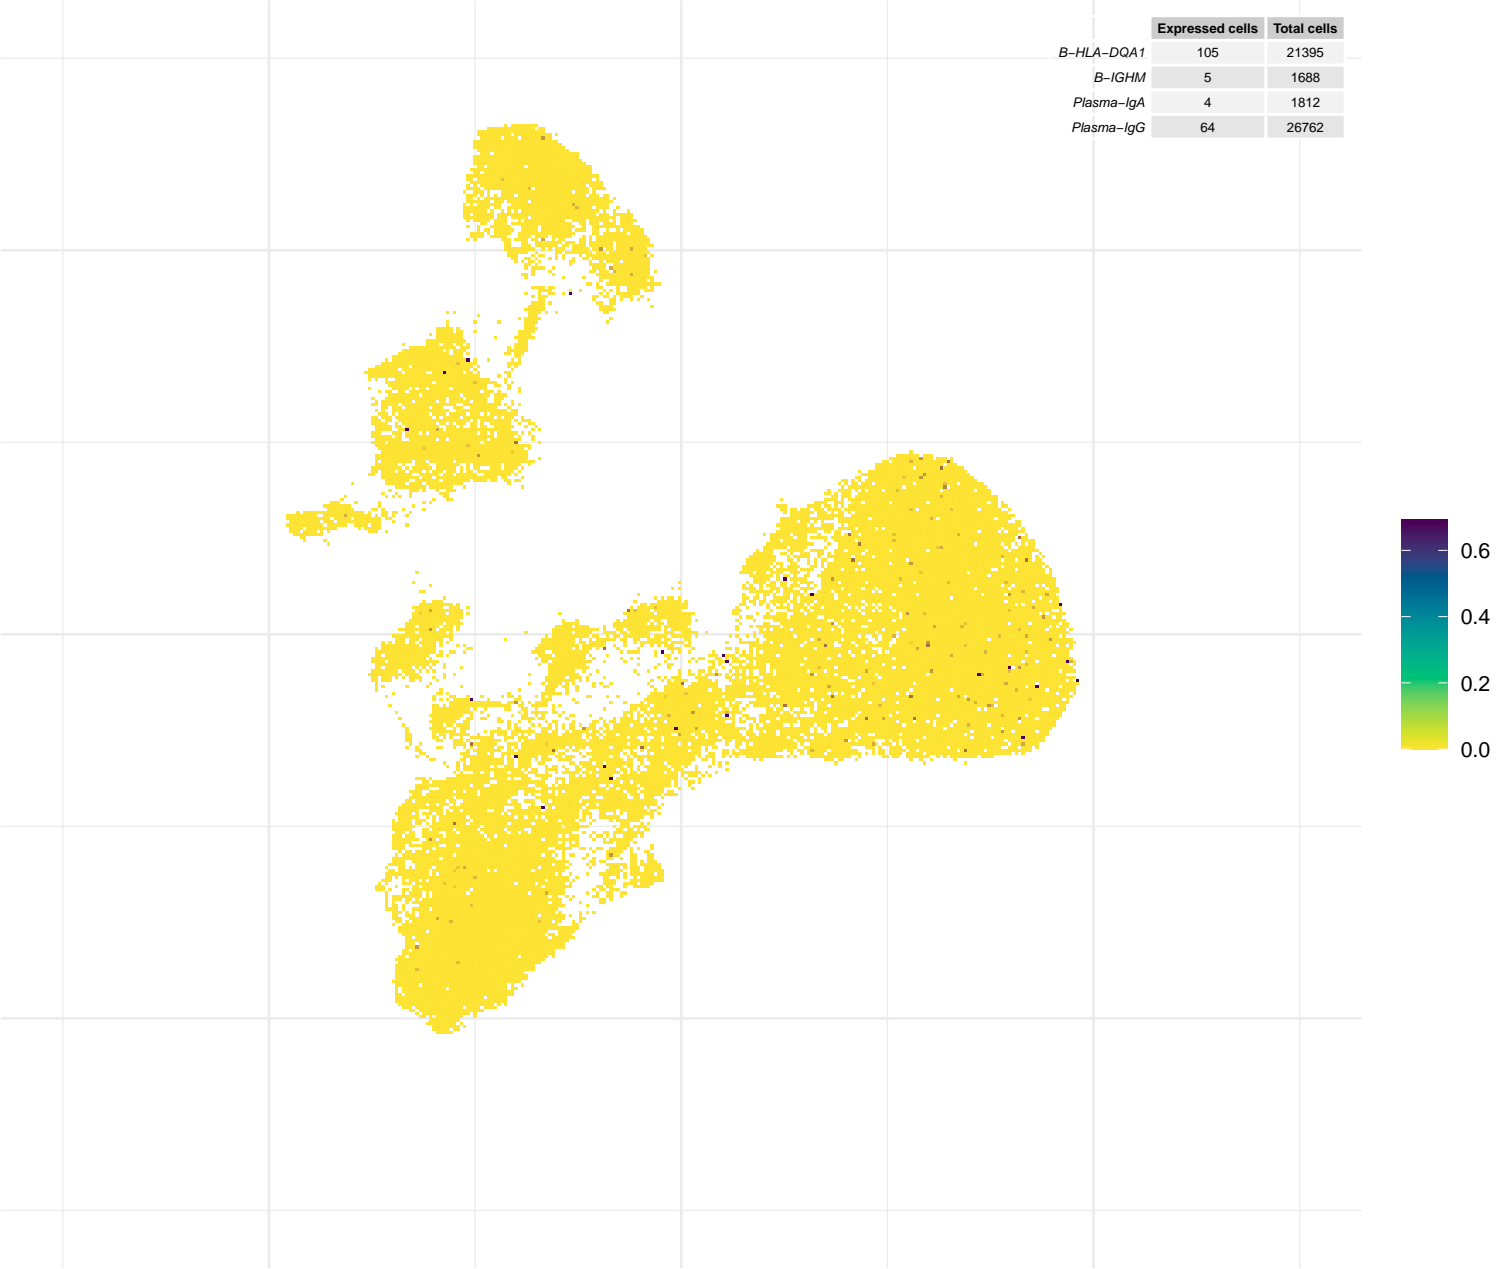 Expressed cells Total cells
B−HLA−DQA1 105 21395
B−IGHM 5 1688
Plasma−IgA 4 1812
Plasma−IgG 64 26762
0.6
0.4
0.2
0.0